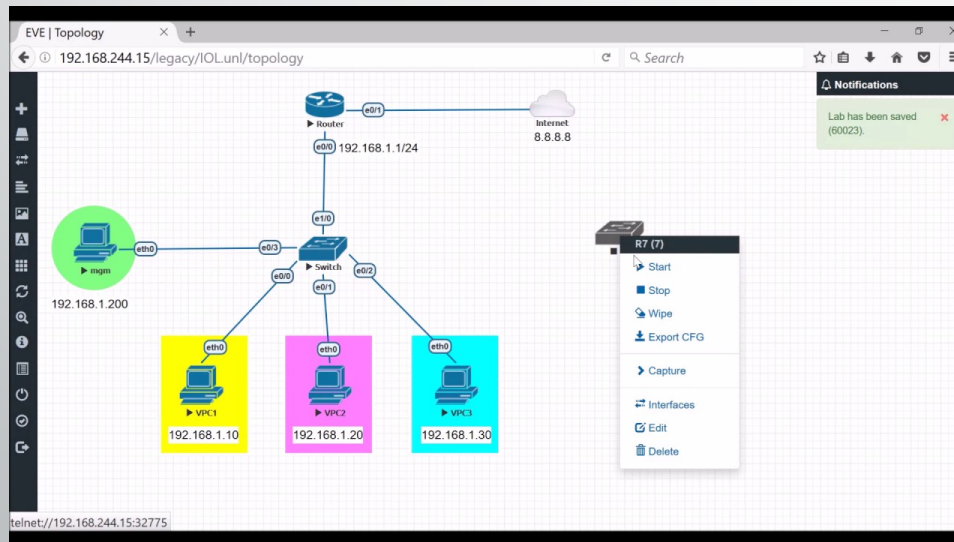 EVE | Topology
192.168.244.15/legacy/IOL.unl/topology
Search
Notifications
Lab has been saved
(60023).
Router
e0/1
Internet
8.8.8.8
e0/0 192.168.1.1/24
e1/0
eth0
e0/3
mgm
Switch
e0/0
e0/2
e0/1
192.168.1.200
R7 (7)
Start
Stop
Wipe
Export CFG
Capture
Interfaces
Edit
Delete
eth0
eth0
eth0
VPC1
VPC2
VPC3
192.168.1.10
192.168.1.20
192.168.1.30
telnet://192.168.244.15:32775